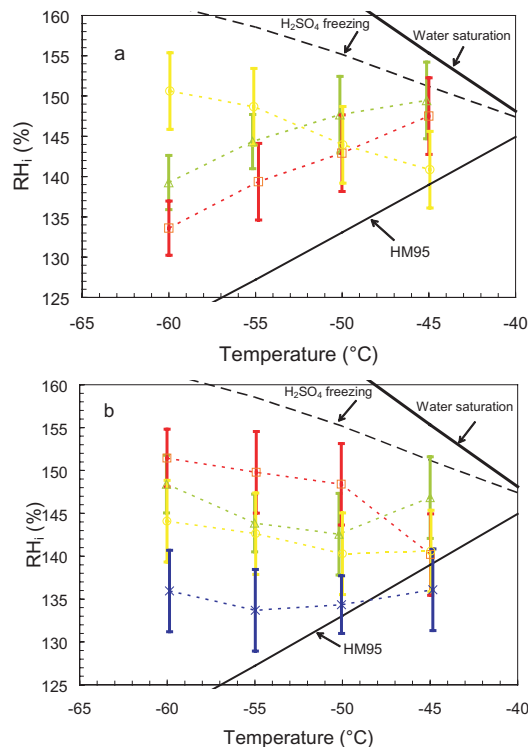 160
155
150
145
140
135
130
125
RHi (%)
a
H2SO4 freezing
Water saturation
HM95
-65 -60 -55 -50 -45 -40
Temperature (°C)
160
155
150
145
140
135
130
125
RHi (%)
b
H2SO4 freezing
Water saturation
HM95
-65 -60 -55 -50 -45 -40
Temperature (°C)